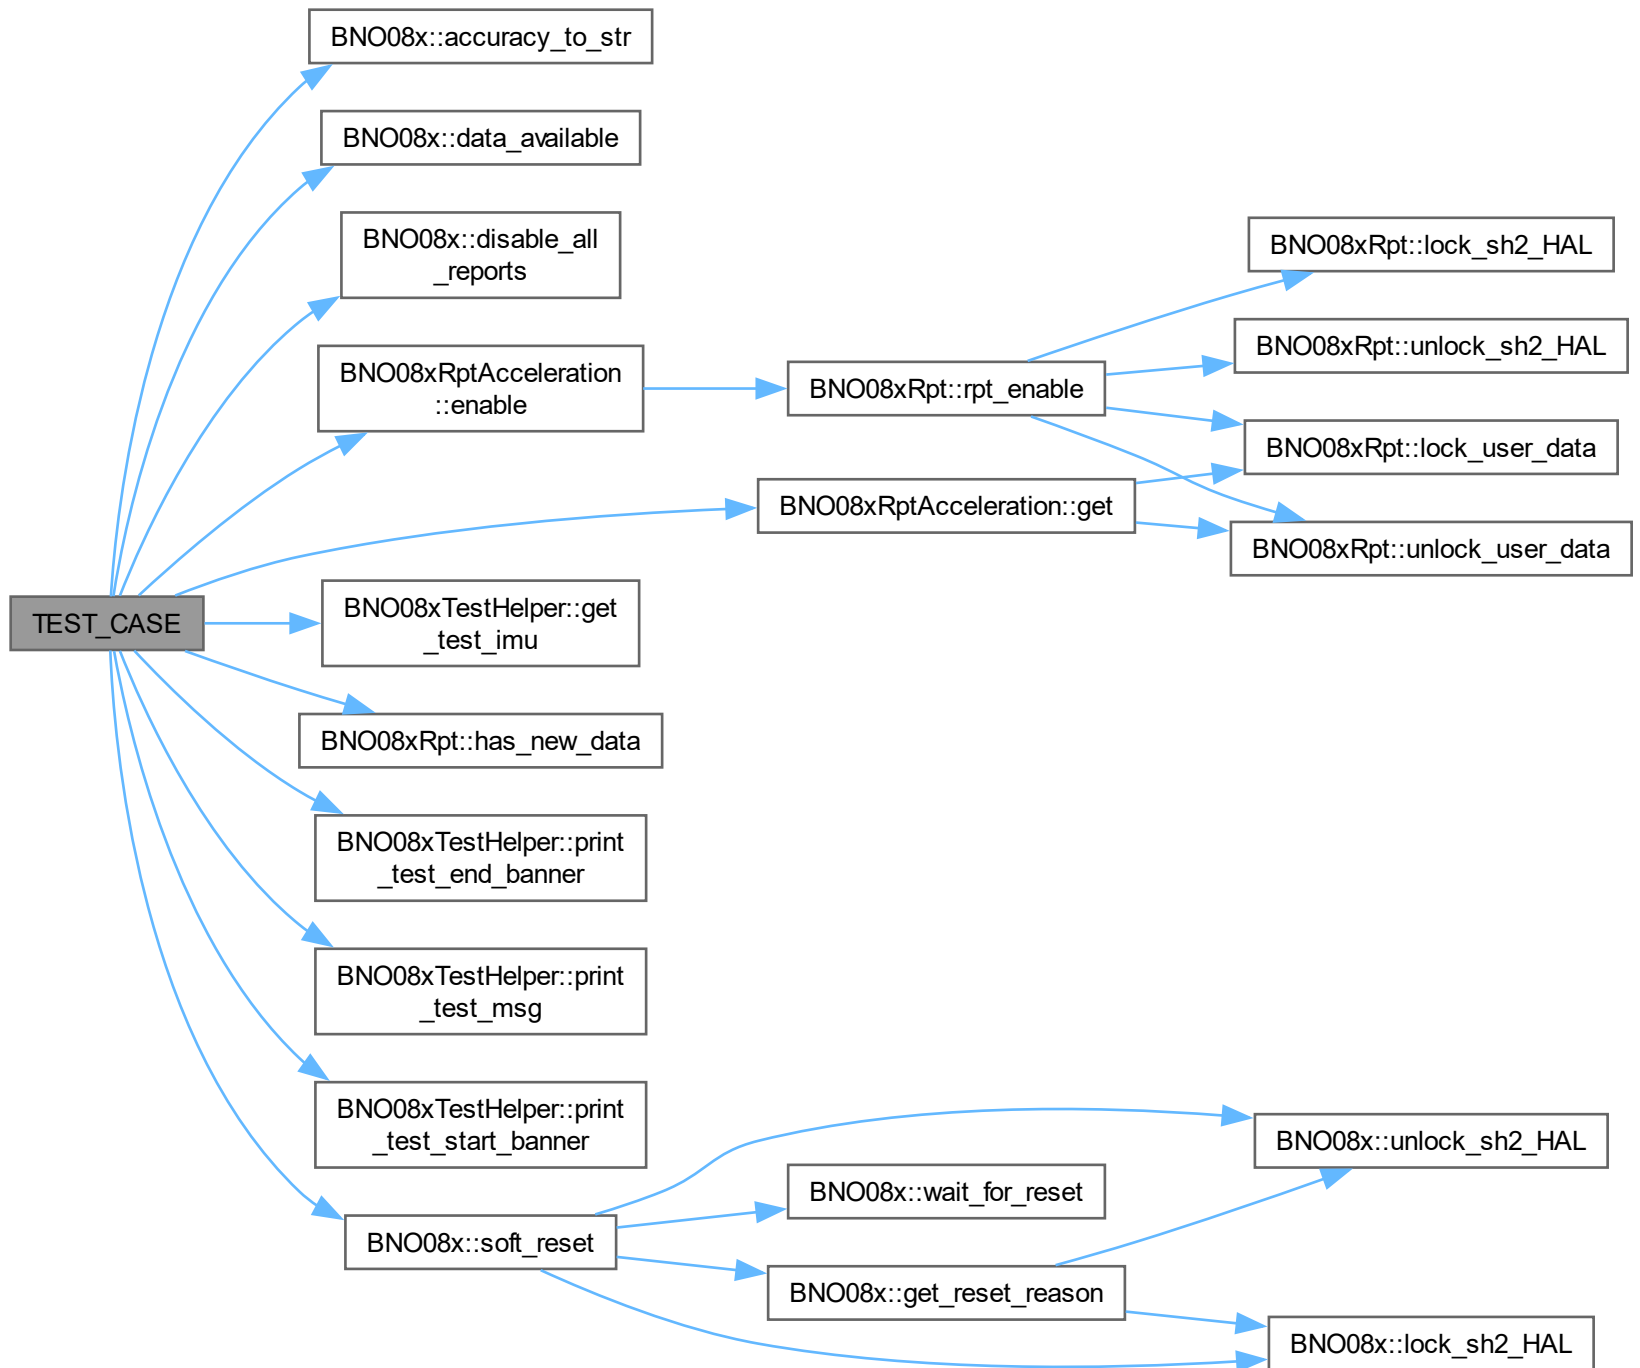 BNO08x::accuracy_to_str
BNO08x::data_available
BNO08x::disable_all
_reports
BNO08xRpt::lock_sh2_HAL
BNO08xRpt::unlock_sh2_HAL
BNO08xRptAcceleration
::enable
BNO08xRpt::rpt_enable
BNO08xRpt::lock_user_data
BNO08xRptAcceleration::get
BNO08xRpt::unlock_user_data
TEST_CASE
BNO08xTestHelper::get
_test_imu
BNO08xRpt::has_new_data
BNO08xTestHelper::print
_test_end_banner
BNO08xTestHelper::print
_test_msg
BNO08xTestHelper::print
_test_start_banner
BNO08x::unlock_sh2_HAL
BNO08x::wait_for_reset
BNO08x::soft_reset
BNO08x::get_reset_reason
BNO08x::lock_sh2_HAL